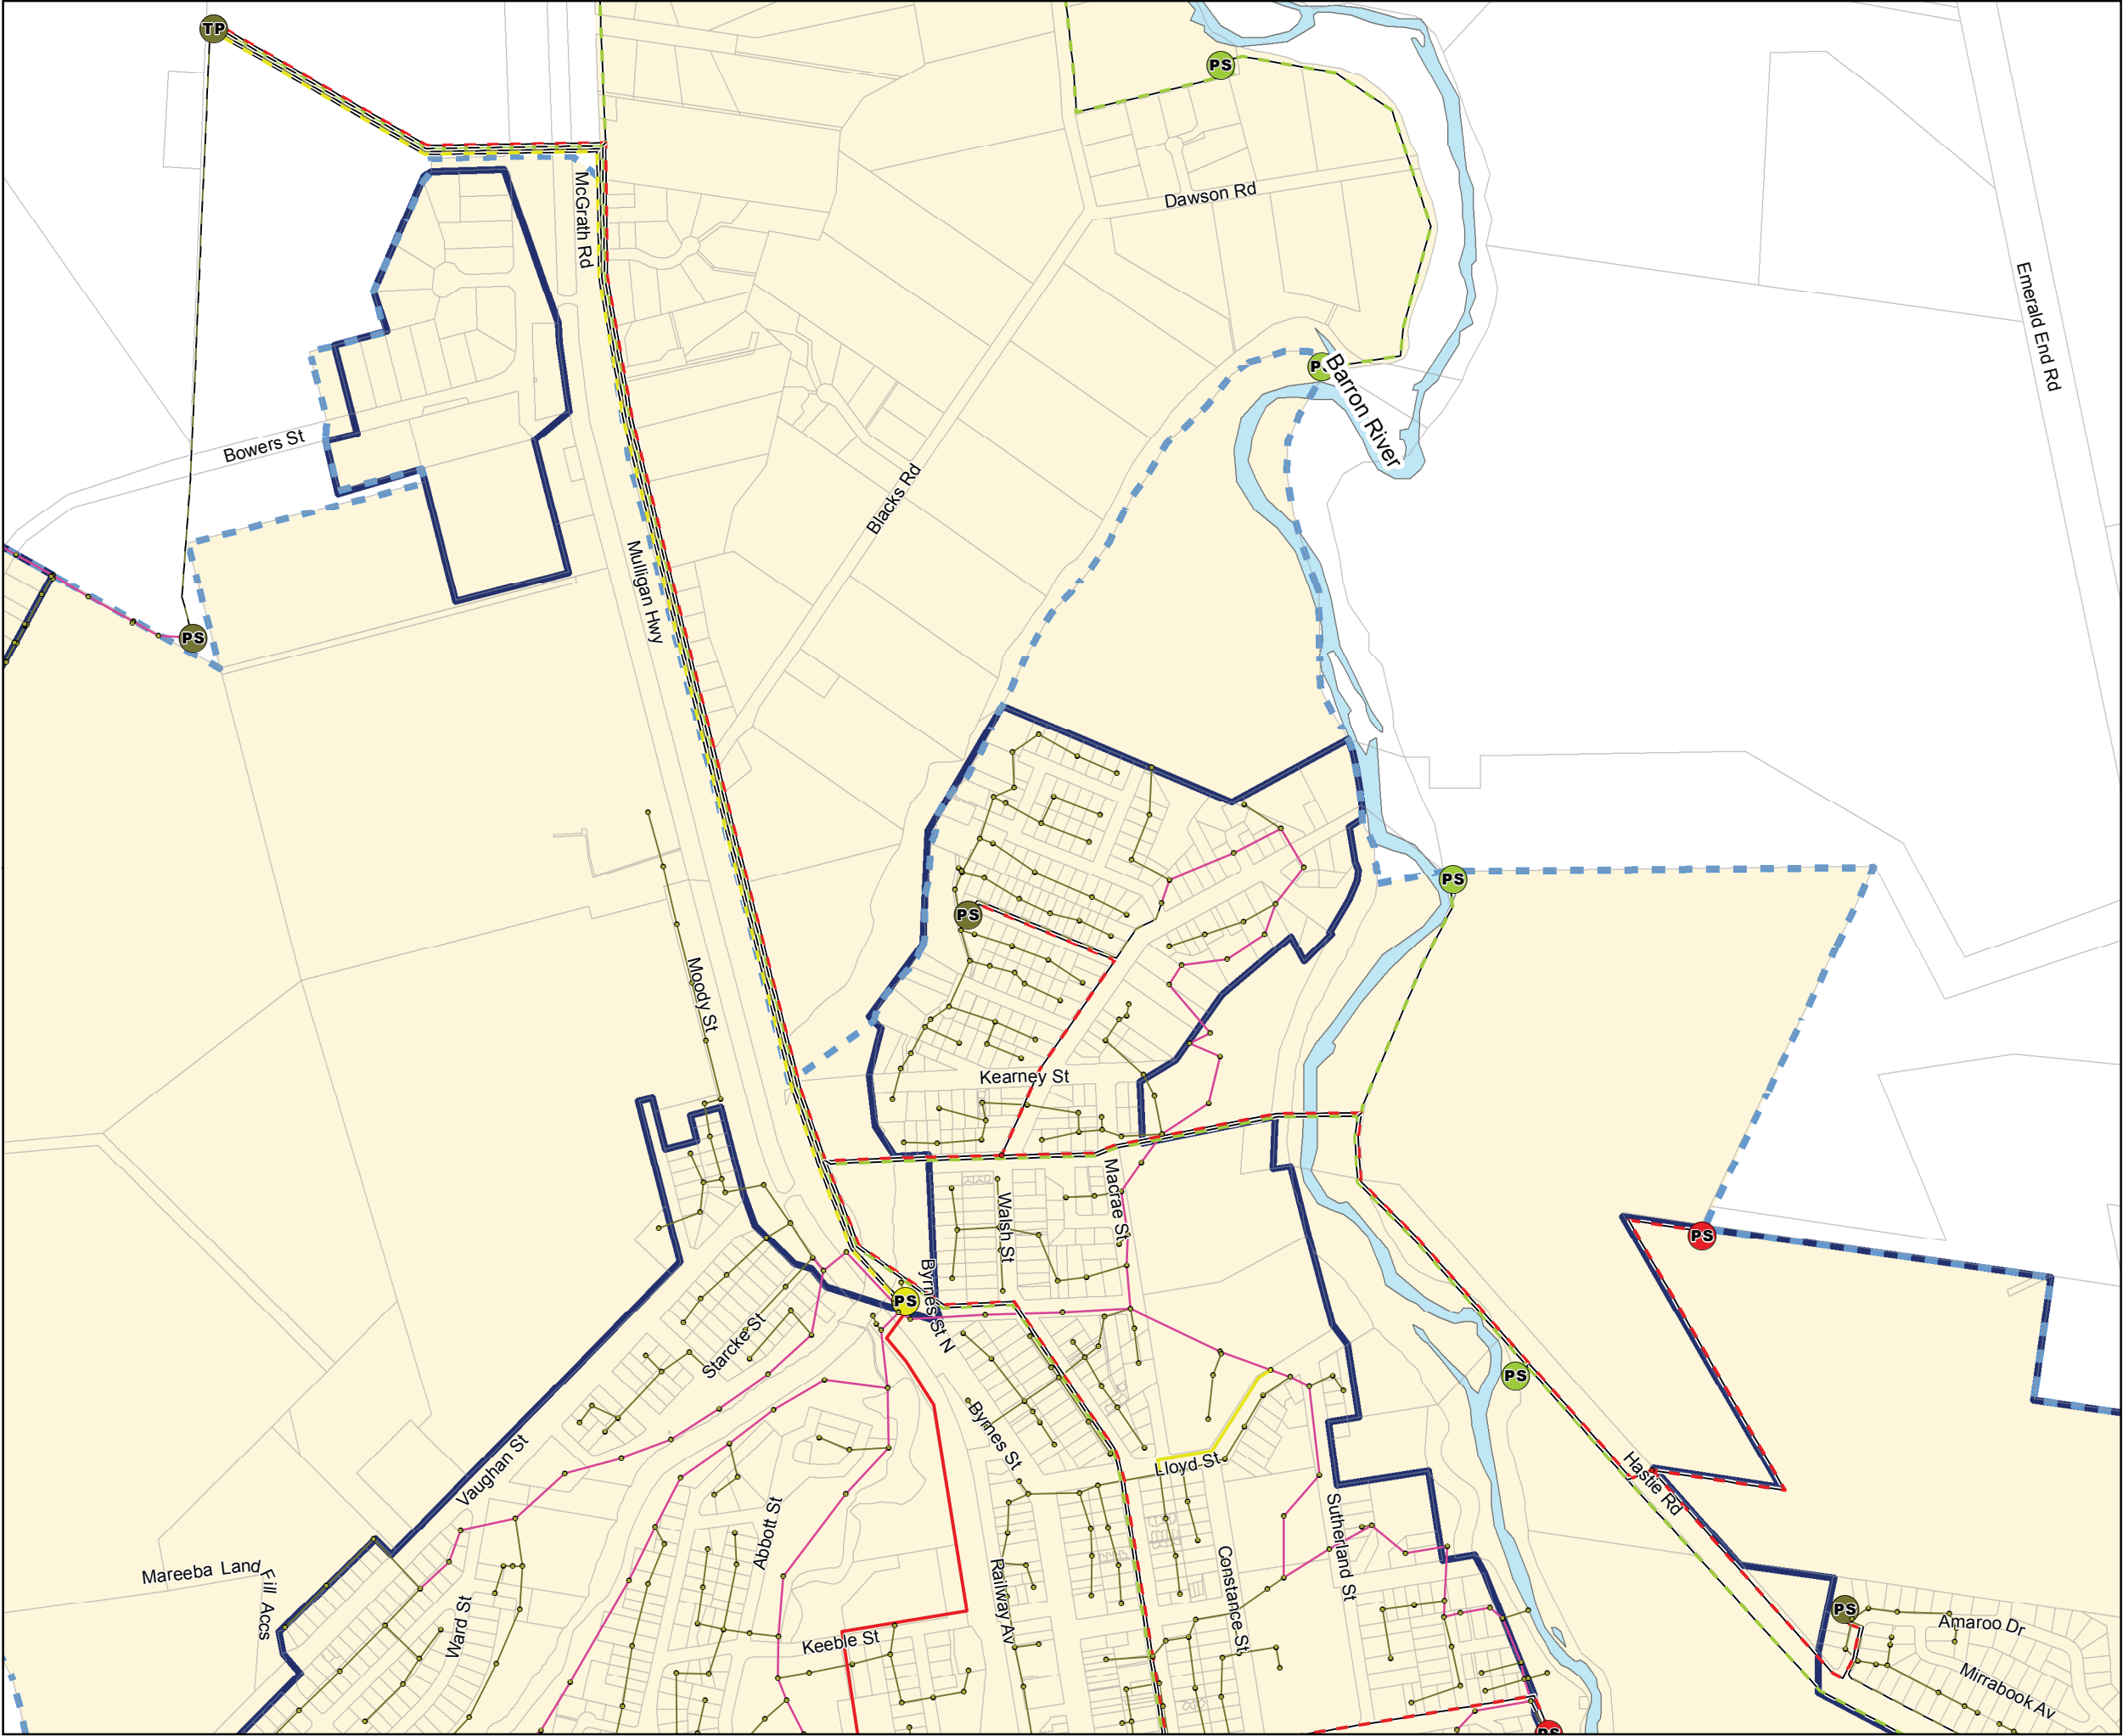 TP
PS
Dawson Rd
McGrath Rd
Emerald End Rd
PS
Barron River
Bowers St
Blacks Rd
Mulligan Hwy
PS
PS
PS
Moody St
Kearney St
Walsh St
Macrae St
PS
PS
Byrnes St N
Starcke St
PS
Byrnes St
Lloyd St
Vaughan St
Hastie Rd
Abbott St
Sutherland St
Mareeba Land
Fill Accs
Ward St
Railway Av
Constance St
Keeble St
PS
Amaroo Dr
Mirrabook Av
PS